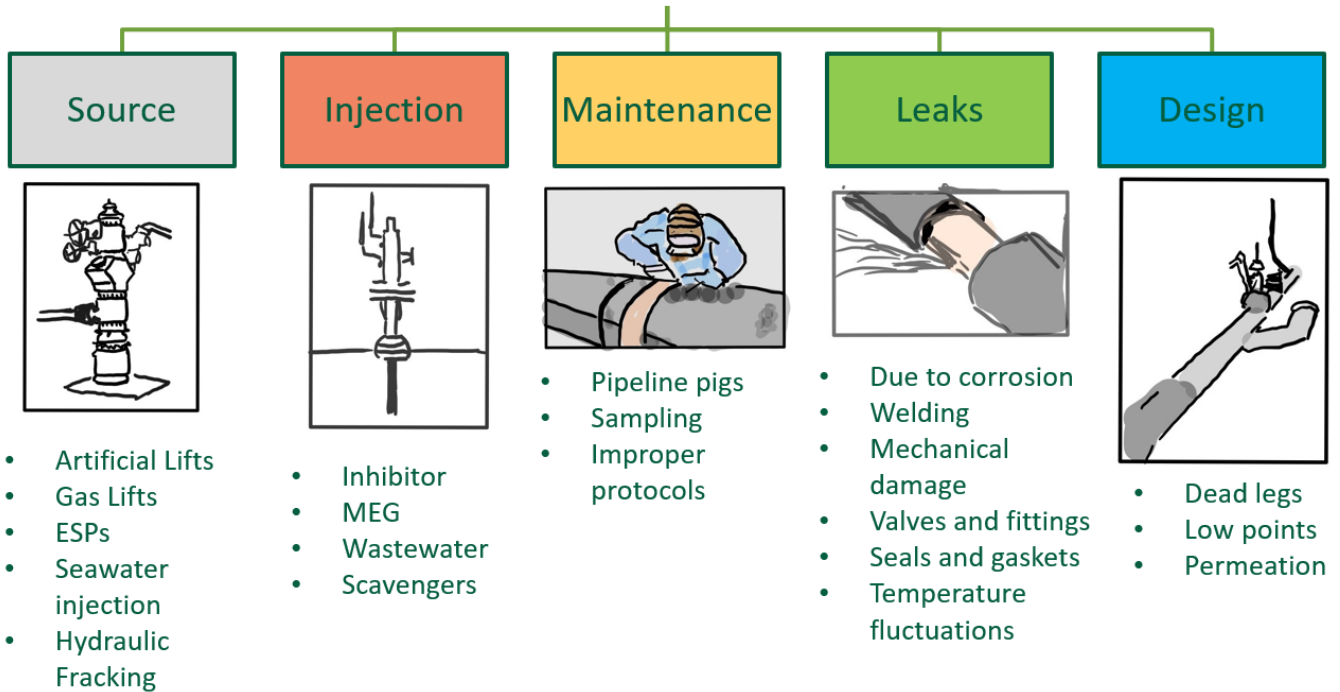 Source
Injection
Maintenance
Leaks
Design
• Artificial Lifts
• Gas Lifts
• ESPs
• Seawater
injection
• Hydraulic
Fracking
• Inhibitor
• MEG
• Wastewater
• Scavengers
• Pipeline pigs
• Sampling
• Improper
protocols
• Due to corrosion
• Welding
• Mechanical
damage
• Valves and fittings
• Seals and gaskets
• Temperature
fluctuations
• Dead legs
• Low points
• Permeation